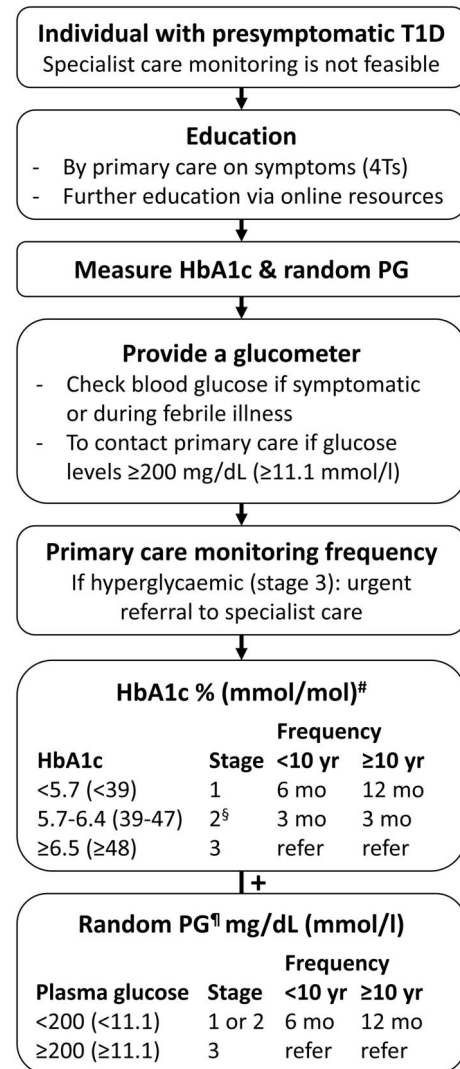 Individual with presymptomatic T1D
Specialist care monitoring is not feasible
Education
- By primary care on symptoms (4Ts)
- Further education via online resources
Measure HbA1c & random PG
Provide a glucometer
- Check blood glucose if symptomatic
or during febrile illness
- To contact primary care if glucose
levels ≥200 mg/dL (≥11.1 mmol/l)
Primary care monitoring frequency
If hyperglycaemic (stage 3): urgent
referral to specialist care
HbA1c % (mmol/mol)#
Frequency
HbA1c Stage <10 yr ≥10 yr
<5.7 (<39) 1 6 mo 12 mo
5.7-6.4 (39-47) 2§ 3 mo 3 mo
≥6.5 (≥48) 3 refer refer
+
Random PG¶ mg/dL (mmol/l)
Frequency
Plasma glucose Stage <10 yr ≥10 yr
<200 (<11.1) 1 or 2 6 mo 12 mo
≥200 (≥11.1) 3 refer refer